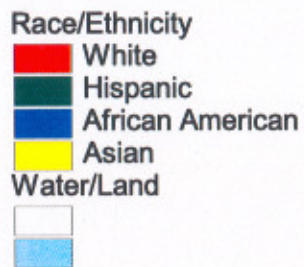 Race/Ethnicity
White
Hispanic
African American
Asian
Water/Land